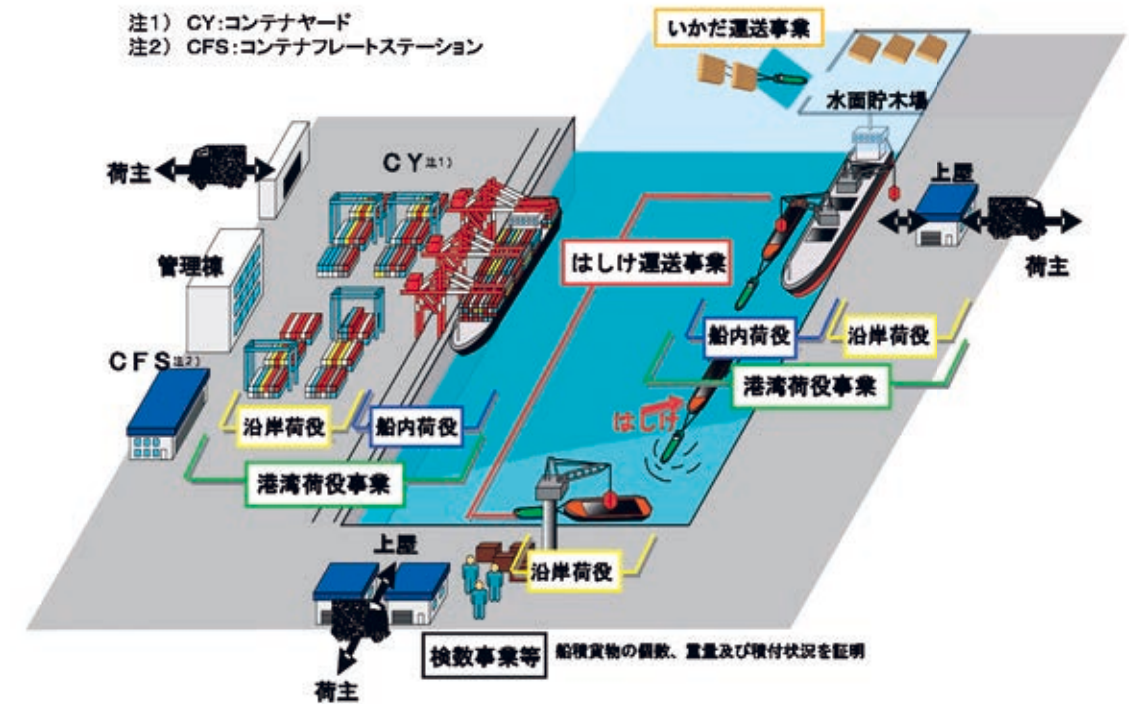 注1) CY:コンテナヤード
注2) CFS:コンテナフレートステーション
いかだ運送事業
水面貯木場
荷主
CY注1)
上屋
はしけ運送事業
荷主
管理棟
船内荷役
沿岸荷役
CFS注2)
港湾荷役事業
はしけ
沿岸荷役
船内荷役
港湾荷役事業
上屋
沿岸荷役
検数事業等
船積貨物の個数、重量及び積付状況を証明
荷主